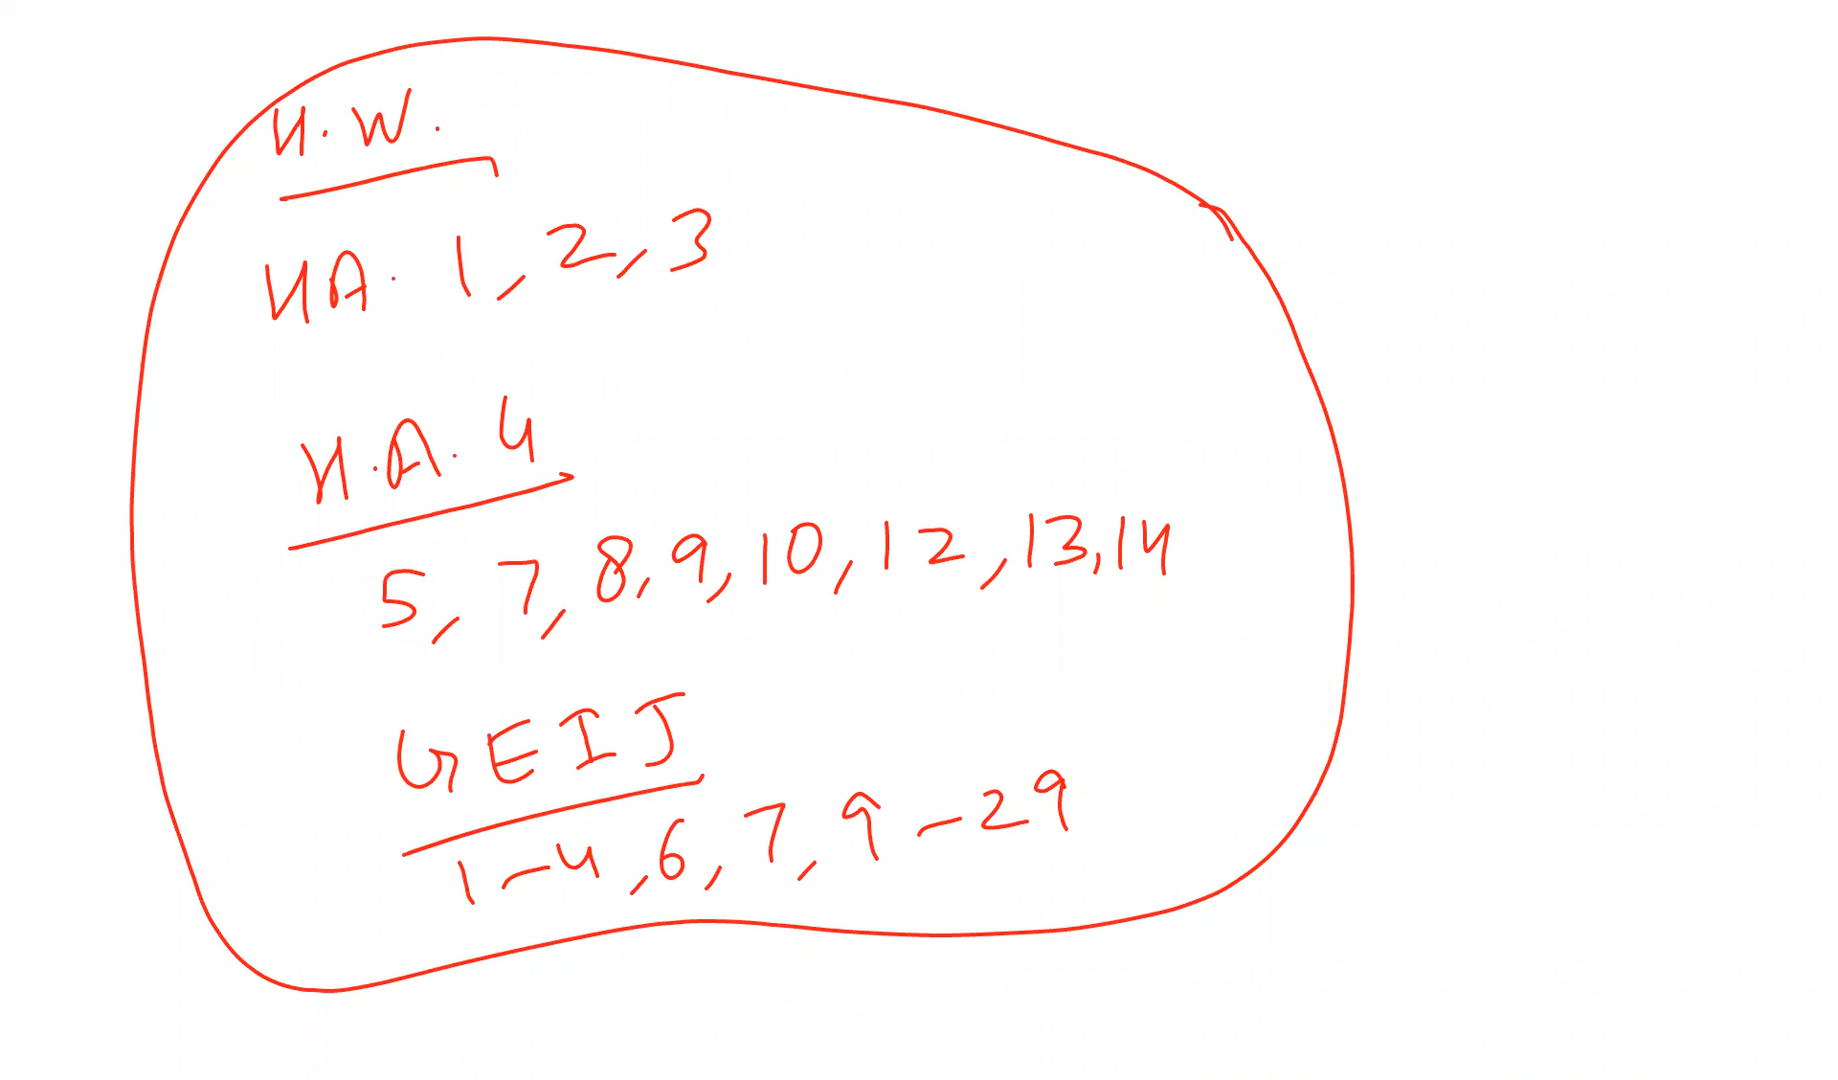 H.W.
HA. 1, 2, 3
H.A. 4
5, 7, 8, 9, 10, 12, 13, 14
GEIJ
1-4, 6, 7, 9-29